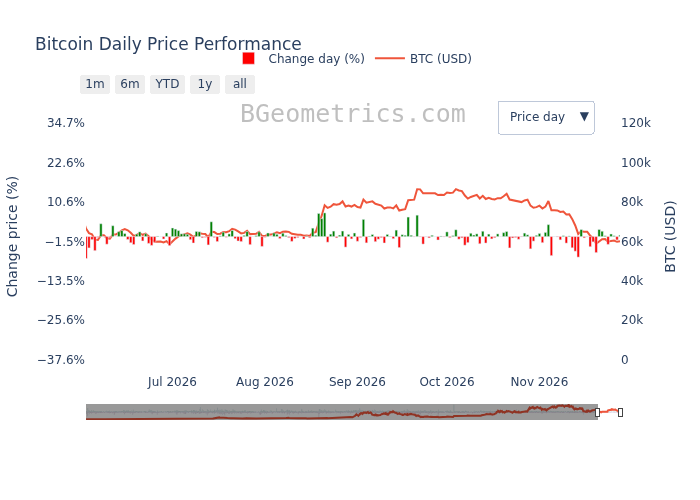 Bitcoin Daily Price Performance
Change day (%) BTC (USD)
1m 6m YTD 1y all
BGeometrics.com
Price day ▼
34.7% 120k
22.6% 100k
10.6% 80k
−1.5% 60k
−13.5% 40k
−25.6% 20k
−37.6% 0
Change price (%)
BTC (USD)
Jul 2026 Aug 2026 Sep 2026 Oct 2026 Nov 2026